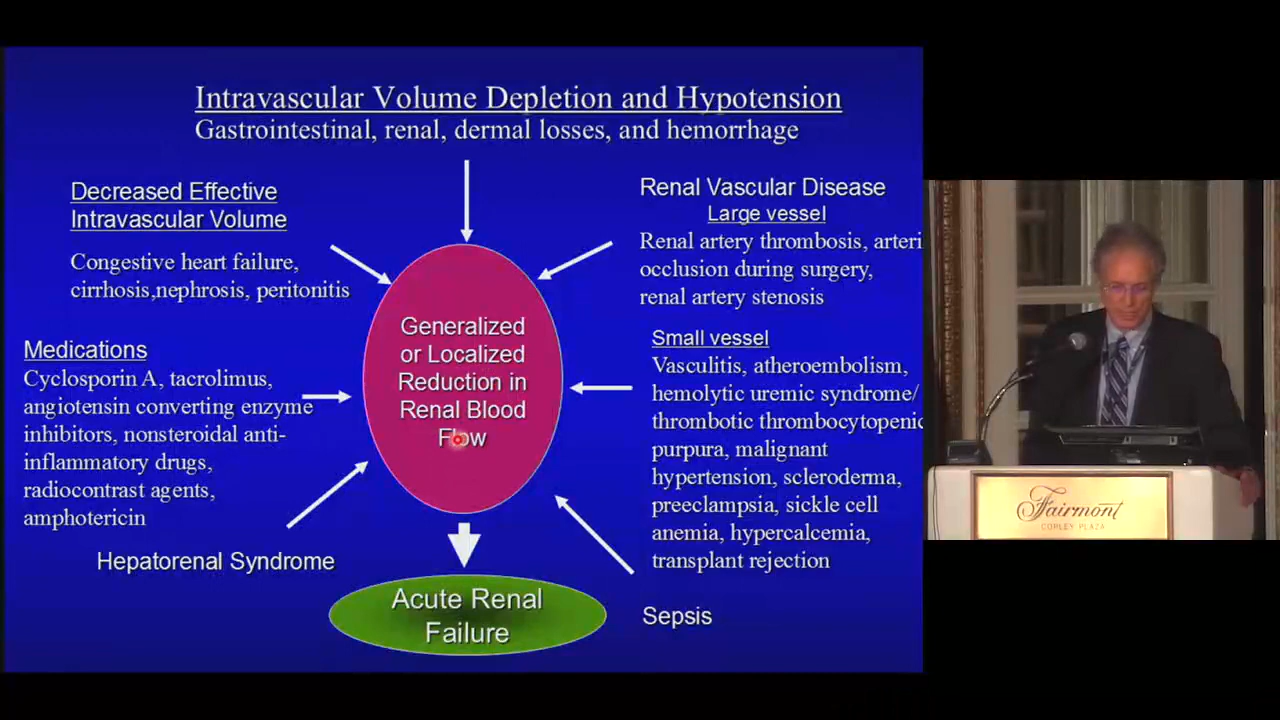 Intravascular Volume Depletion and Hypotension
Gastrointestinal, renal, dermal losses, and hemorrhage
Decreased Effective
Intravascular Volume
Congestive heart failure,
cirrhosis,nephrosis, peritonitis
Medications
Cyclosporin A, tacrolimus,
angiotensin converting enzyme
inhibitors, nonsteroidal anti-
inflammatory drugs,
radiocontrast agents,
amphotericin
Hepatorenal Syndrome
Generalized
or Localized
Reduction in
Renal Blood
Flow
Acute Renal
Failure
Renal Vascular Disease
Large vessel
Renal artery thrombosis, arteri
occlusion during surgery,
renal artery stenosis
Small vessel
Vasculitis, atheroembolism,
hemolytic uremic syndrome/
thrombotic thrombocytopenic
purpura, malignant
hypertension, scleroderma,
preeclampsia, sickle cell
anemia, hypercalcemia,
transplant rejection
Sepsis
Fairmont
COPLEY PLAZA